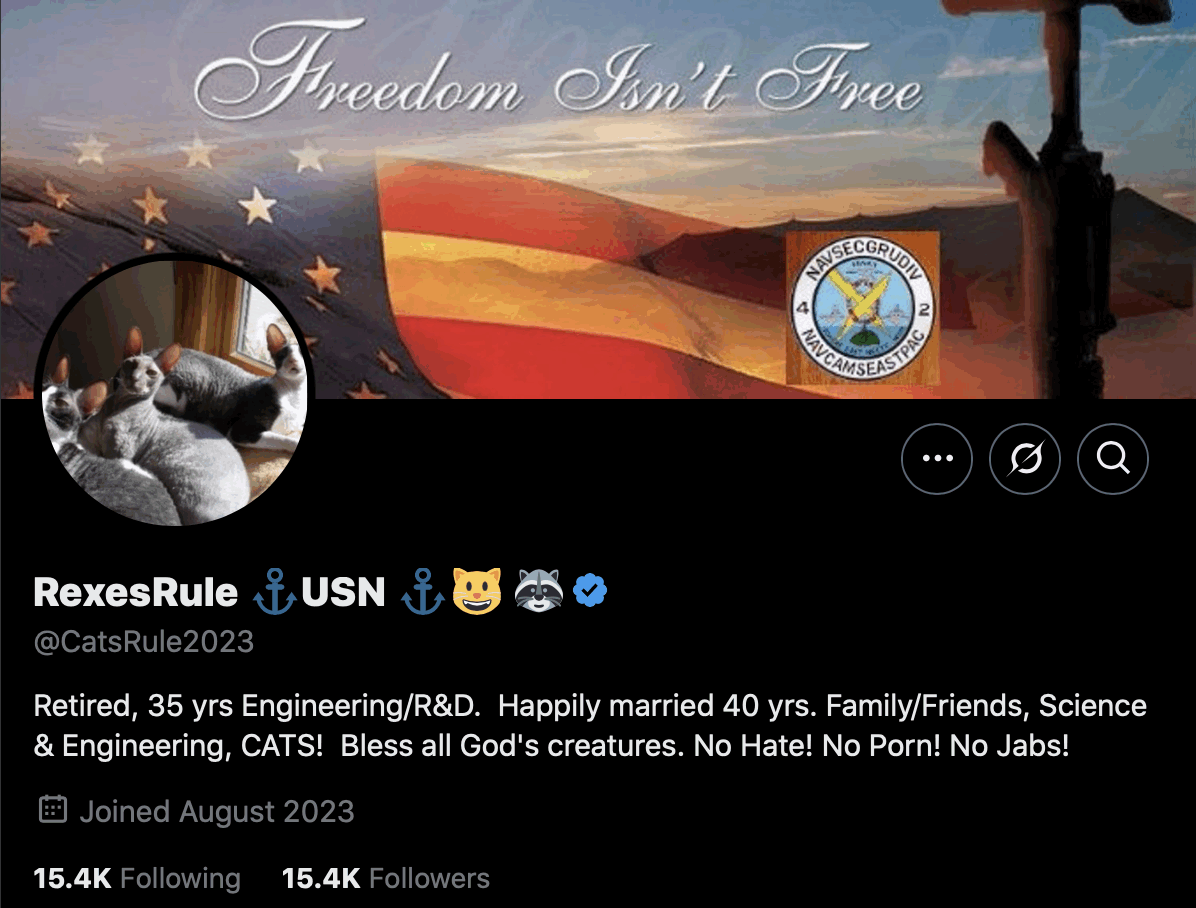 Freedom Isn't Free
NAVSECGRUDIV
4 2
NAVCAMSEASTPAC
RexesRule ⚓USN ⚓😺 🦝
@CatsRule2023
Retired, 35 yrs Engineering/R&D.  Happily married 40 yrs. Family/Friends, Science
& Engineering, CATS!  Bless all God's creatures. No Hate! No Porn! No Jabs!
Joined August 2023
15.4K Following 15.4K Followers